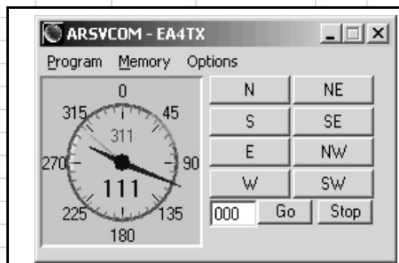 ARSVCOM - EA4TX
Program Memory Options
0
315 45
311
270 90
111
225 135
180
N NE
S SE
E NW
W SW
000 Go Stop